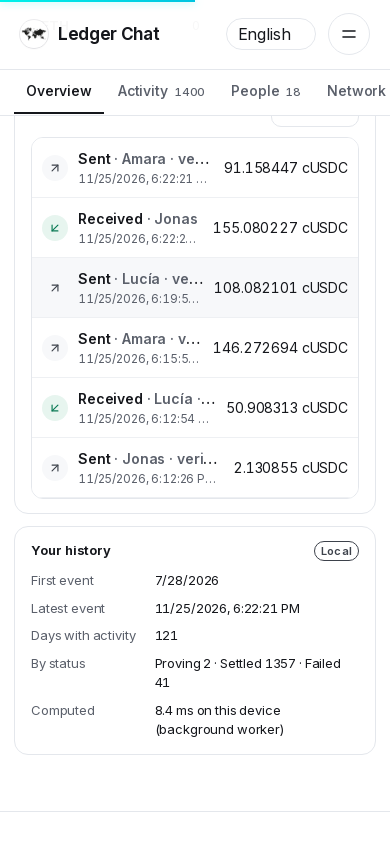 Ledger Chat
English
Overview
Activity 1400
People 18
Network
Sent · Amara · ve…
11/25/2026, 6:22:21 …
91.158447 cUSDC
Received · Jonas
11/25/2026, 6:22:2…
155.080227 cUSDC
Sent · Lucía · ve…
11/25/2026, 6:19:5…
108.082101 cUSDC
Sent · Amara · v…
11/25/2026, 6:15:5…
146.272694 cUSDC
Received · Lucía ·…
11/25/2026, 6:12:54 …
50.908313 cUSDC
Sent · Jonas · veri…
11/25/2026, 6:12:26 P…
2.130855 cUSDC
Your history
Local
First event
7/28/2026
Latest event
11/25/2026, 6:22:21 PM
Days with activity
121
By status
Proving 2 · Settled 1357 · Failed
41
Computed
8.4 ms on this device
(background worker)